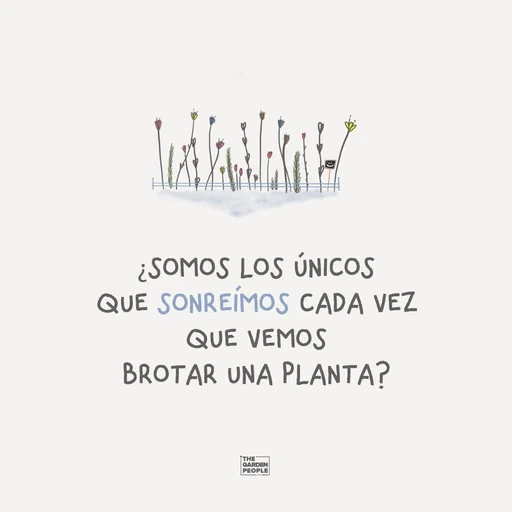 ¿SOMOS LOS ÚNICOS
QUE SONREÍMOS CADA VEZ
QUE VEMOS
BROTAR UNA PLANTA?
THE
GARDEN
PEOPLE